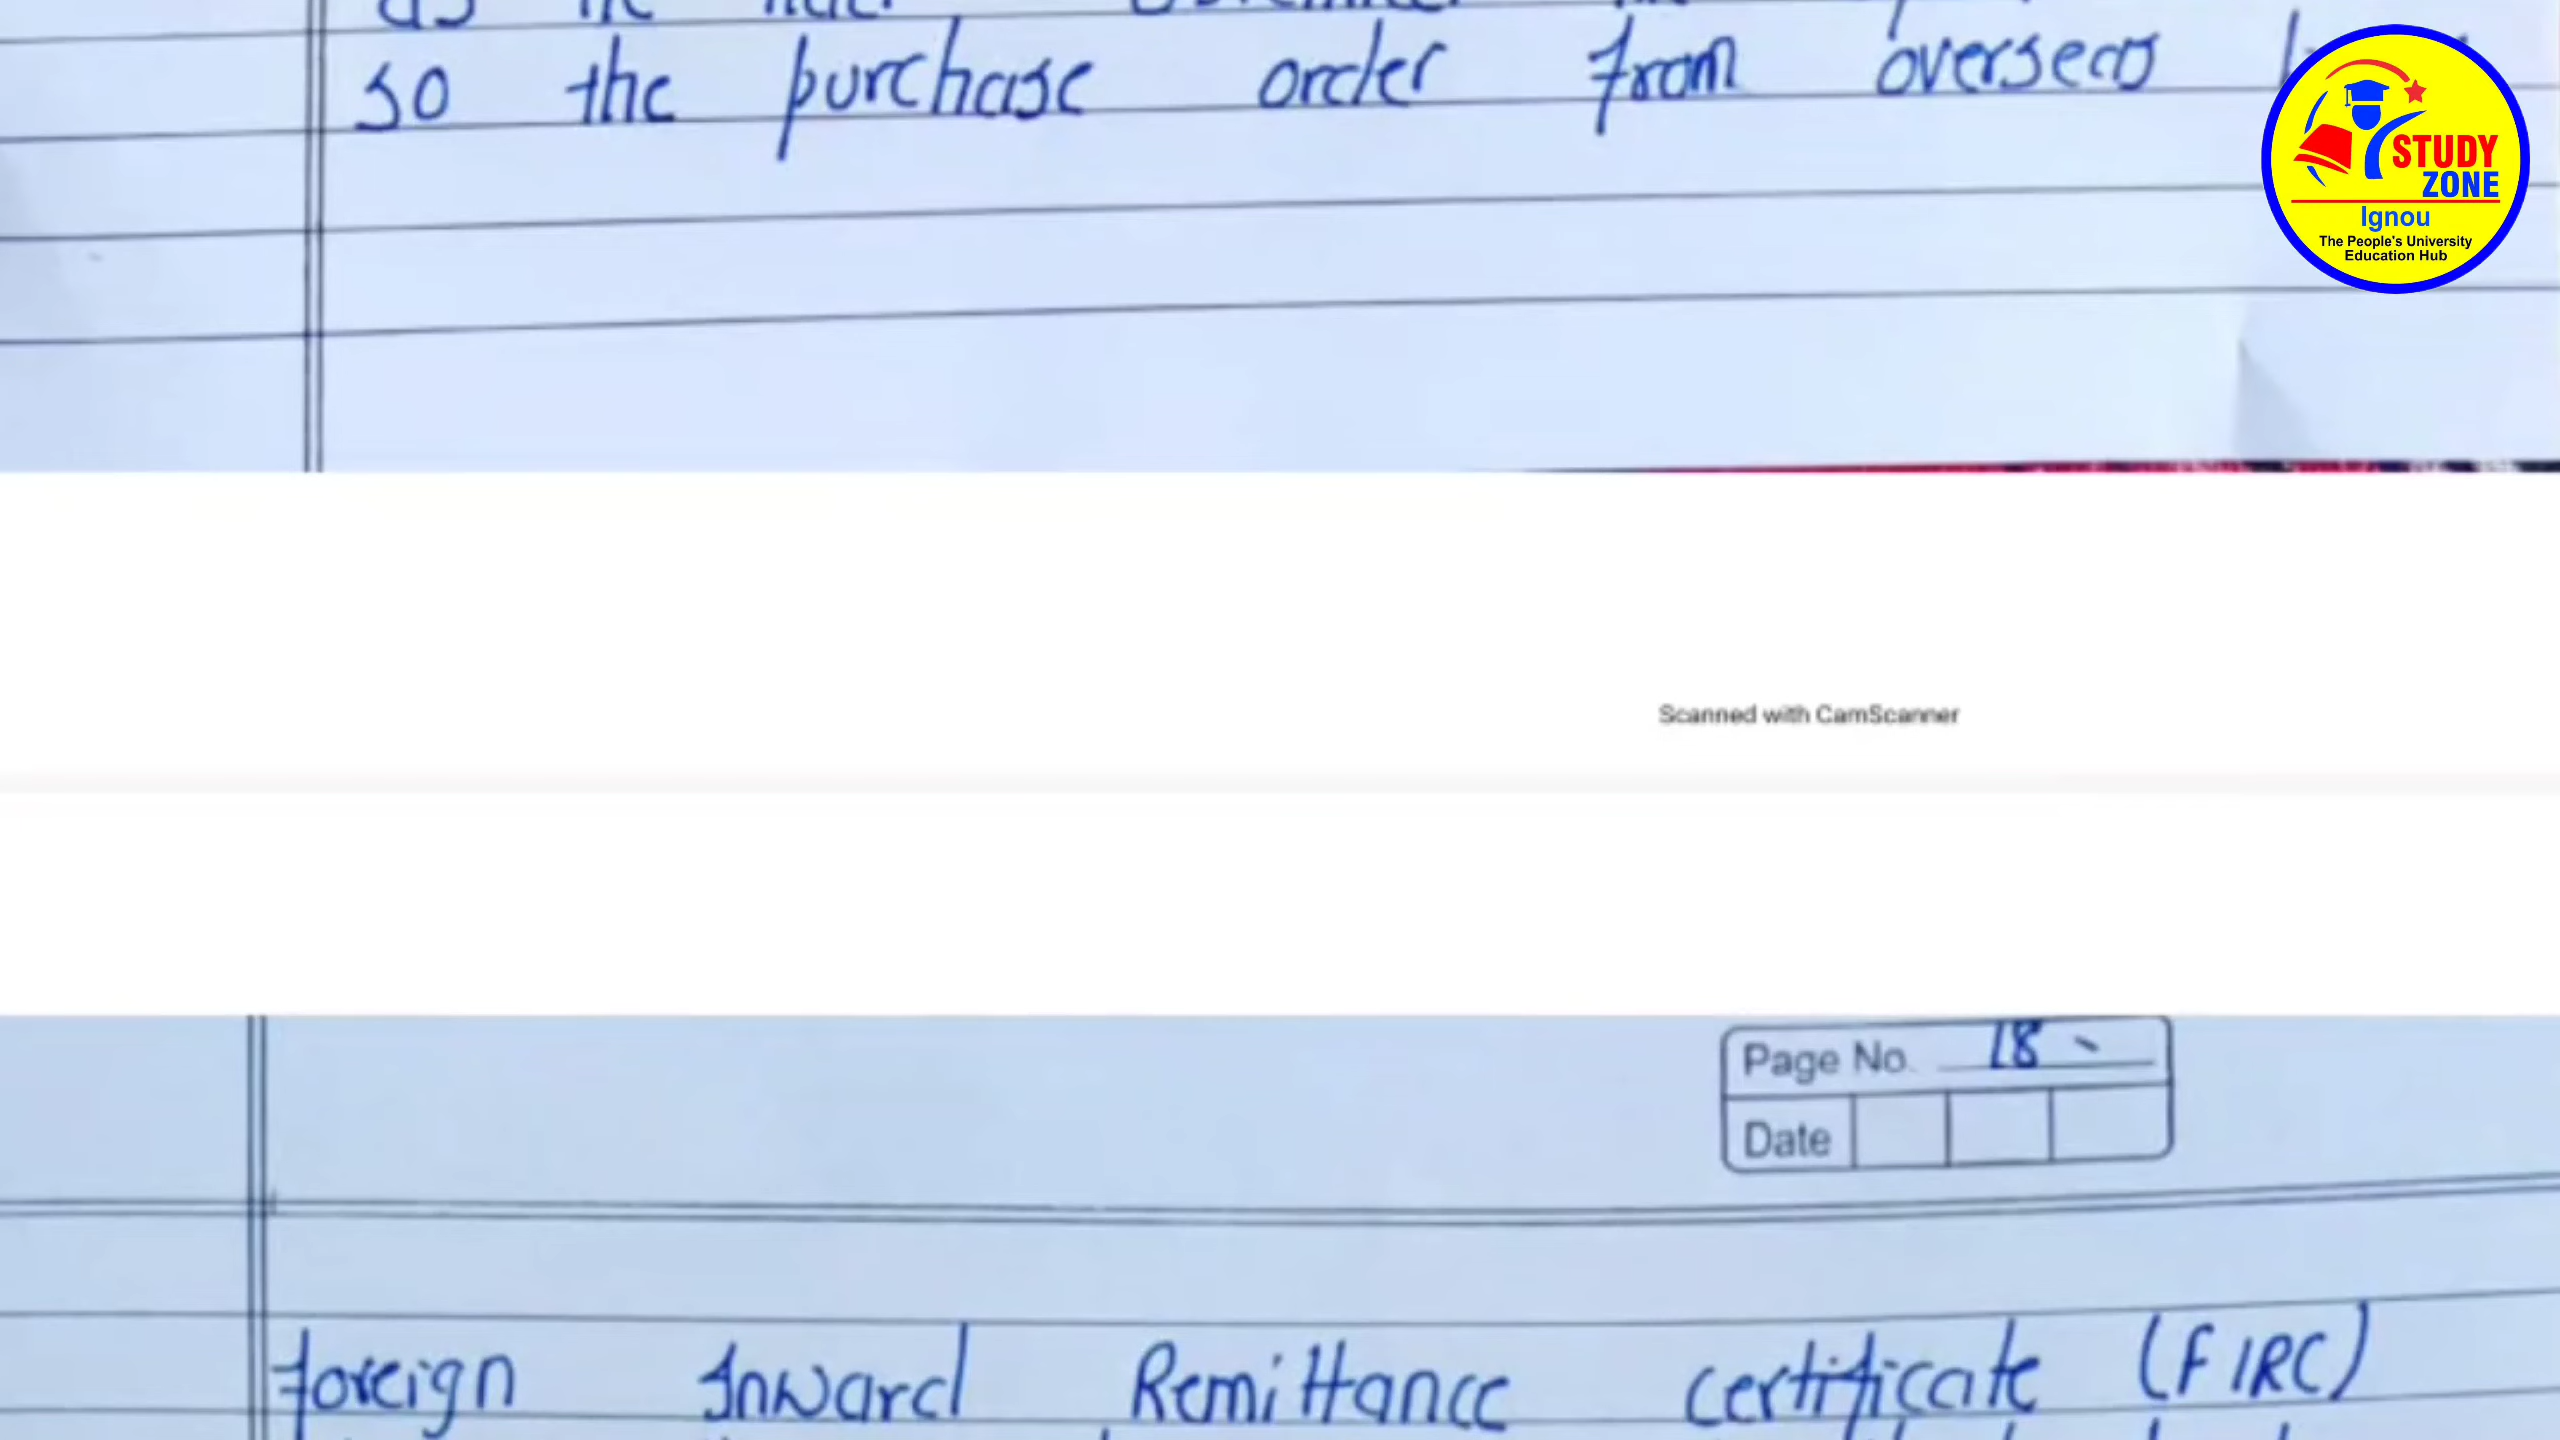 so the purchase order from overseas
STUDY
ZONE
Ignou
The People's University
Education Hub
Scanned with CamScanner
Page No. 18
Date
Foreign Inward Remittance certificate (FIRC)